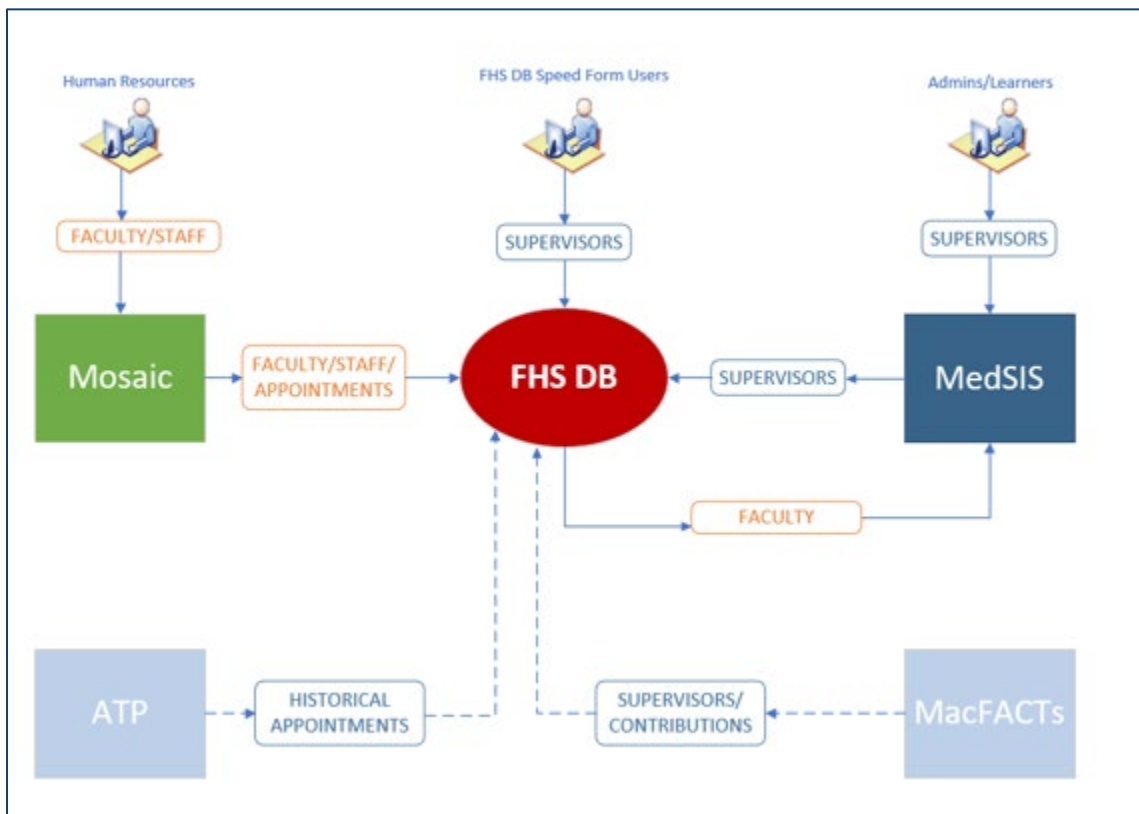 Human Resources
FHS DB Speed Form Users
Admins/Learners
FACULTY/STAFF
SUPERVISORS
SUPERVISORS
Mosaic
FACULTY/STAFF/
APPOINTMENTS
FHS DB
SUPERVISORS
MedSIS
FACULTY
ATP
HISTORICAL
APPOINTMENTS
SUPERVISORS/
CONTRIBUTIONS
MacFACTs